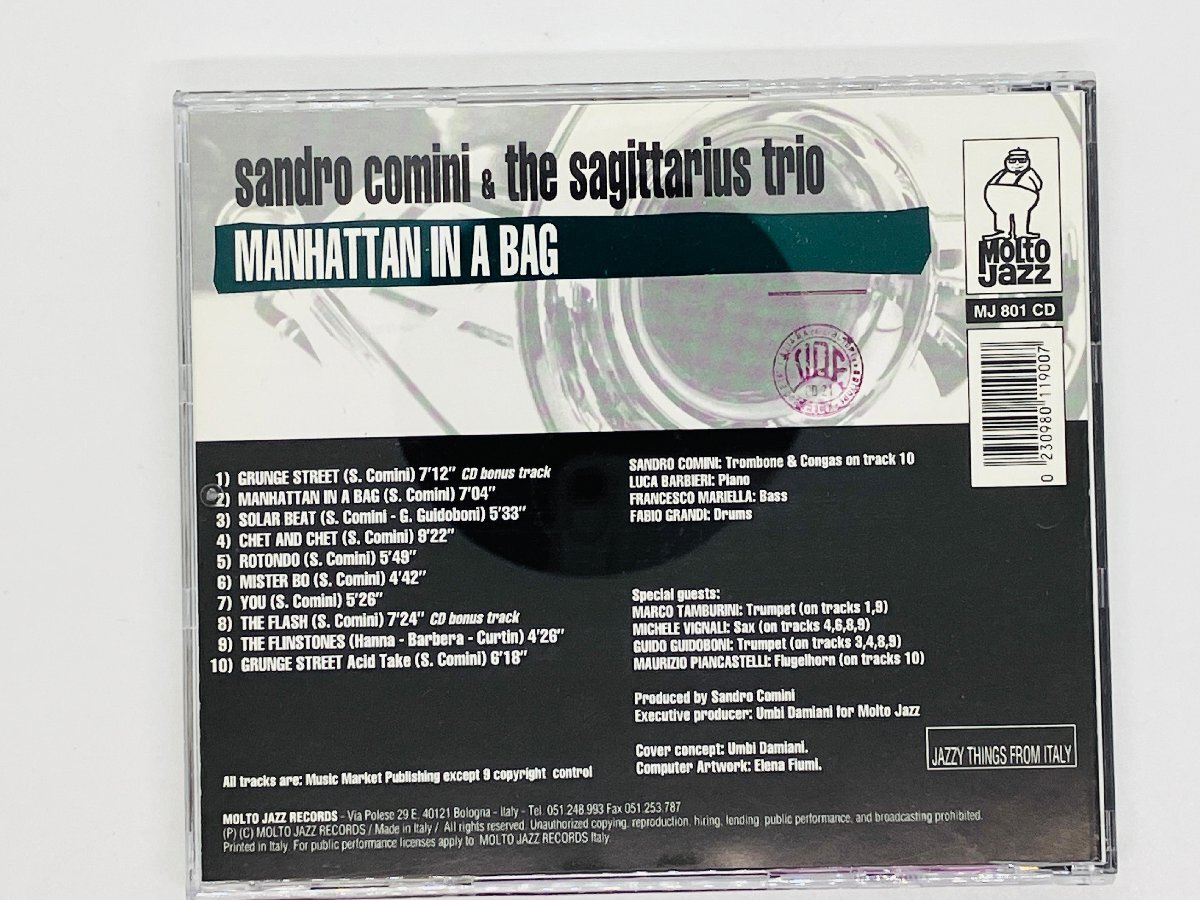 sandro comini & the sagittarius trio
MANHATTAN IN A BAG
MOLTO
JAZZ
MJ 801 CD
0 230980 119007
1) GRUNGE STREET (S. Comini) 7'12" CD bonus track
2) MANHATTAN IN A BAG (S. Comini) 7'04"
3) SOLAR BEAT (S. Comini - G. Guidoboni) 5'33"
4) CHET AND CHET (S. Comini) 9'22"
5) ROTONDO (S. Comini) 5'49"
6) MISTER BO (S. Comini) 4'42"
7) YOU (S. Comini) 5'26"
8) THE FLASH (S. Comini) 7'24" CD bonus track
9) THE FLINSTONES (Hanna - Barbera - Curtin) 4'26"
10) GRUNGE STREET Acid Take (S. Comini) 6'18"
SANDRO COMINI: Trombone & Congas on track 10
LUCA BARBIERI: Piano
FRANCESCO MARIELLA: Bass
FABIO GRANDI: Drums
Special guests:
MARCO TAMBURINI: Trumpet (on tracks 1,9)
MICHELE VIGNALI: Sax (on tracks 4,6,8,9)
GUIDO GUIDOBONI: Trumpet (on tracks 3,4,8,9)
MAURIZIO PIANCASTELLI: Flugelhorn (on tracks 10)
Produced by Sandro Comini
Executive producer: Umbi Damiani for Molto Jazz
Cover concept: Umbi Damiani.
Computer Artwork: Elena Fiumi.
JAZZY THINGS FROM ITALY
All tracks are: Music Market Publishing except 9 copyright control
MOLTO JAZZ RECORDS - Via Polese 29 E, 40121 Bologna - Italy - Tel. 051.248.993 Fax 051.253.787
(P) (C) MOLTO JAZZ RECORDS / Made in Italy / All rights reserved. Unauthorized copying, reproduction, hiring, lending, public performance, and broadcasting prohibited.
Printed in Italy. For public performance licenses apply to MOLTO JAZZ RECORDS Italy.